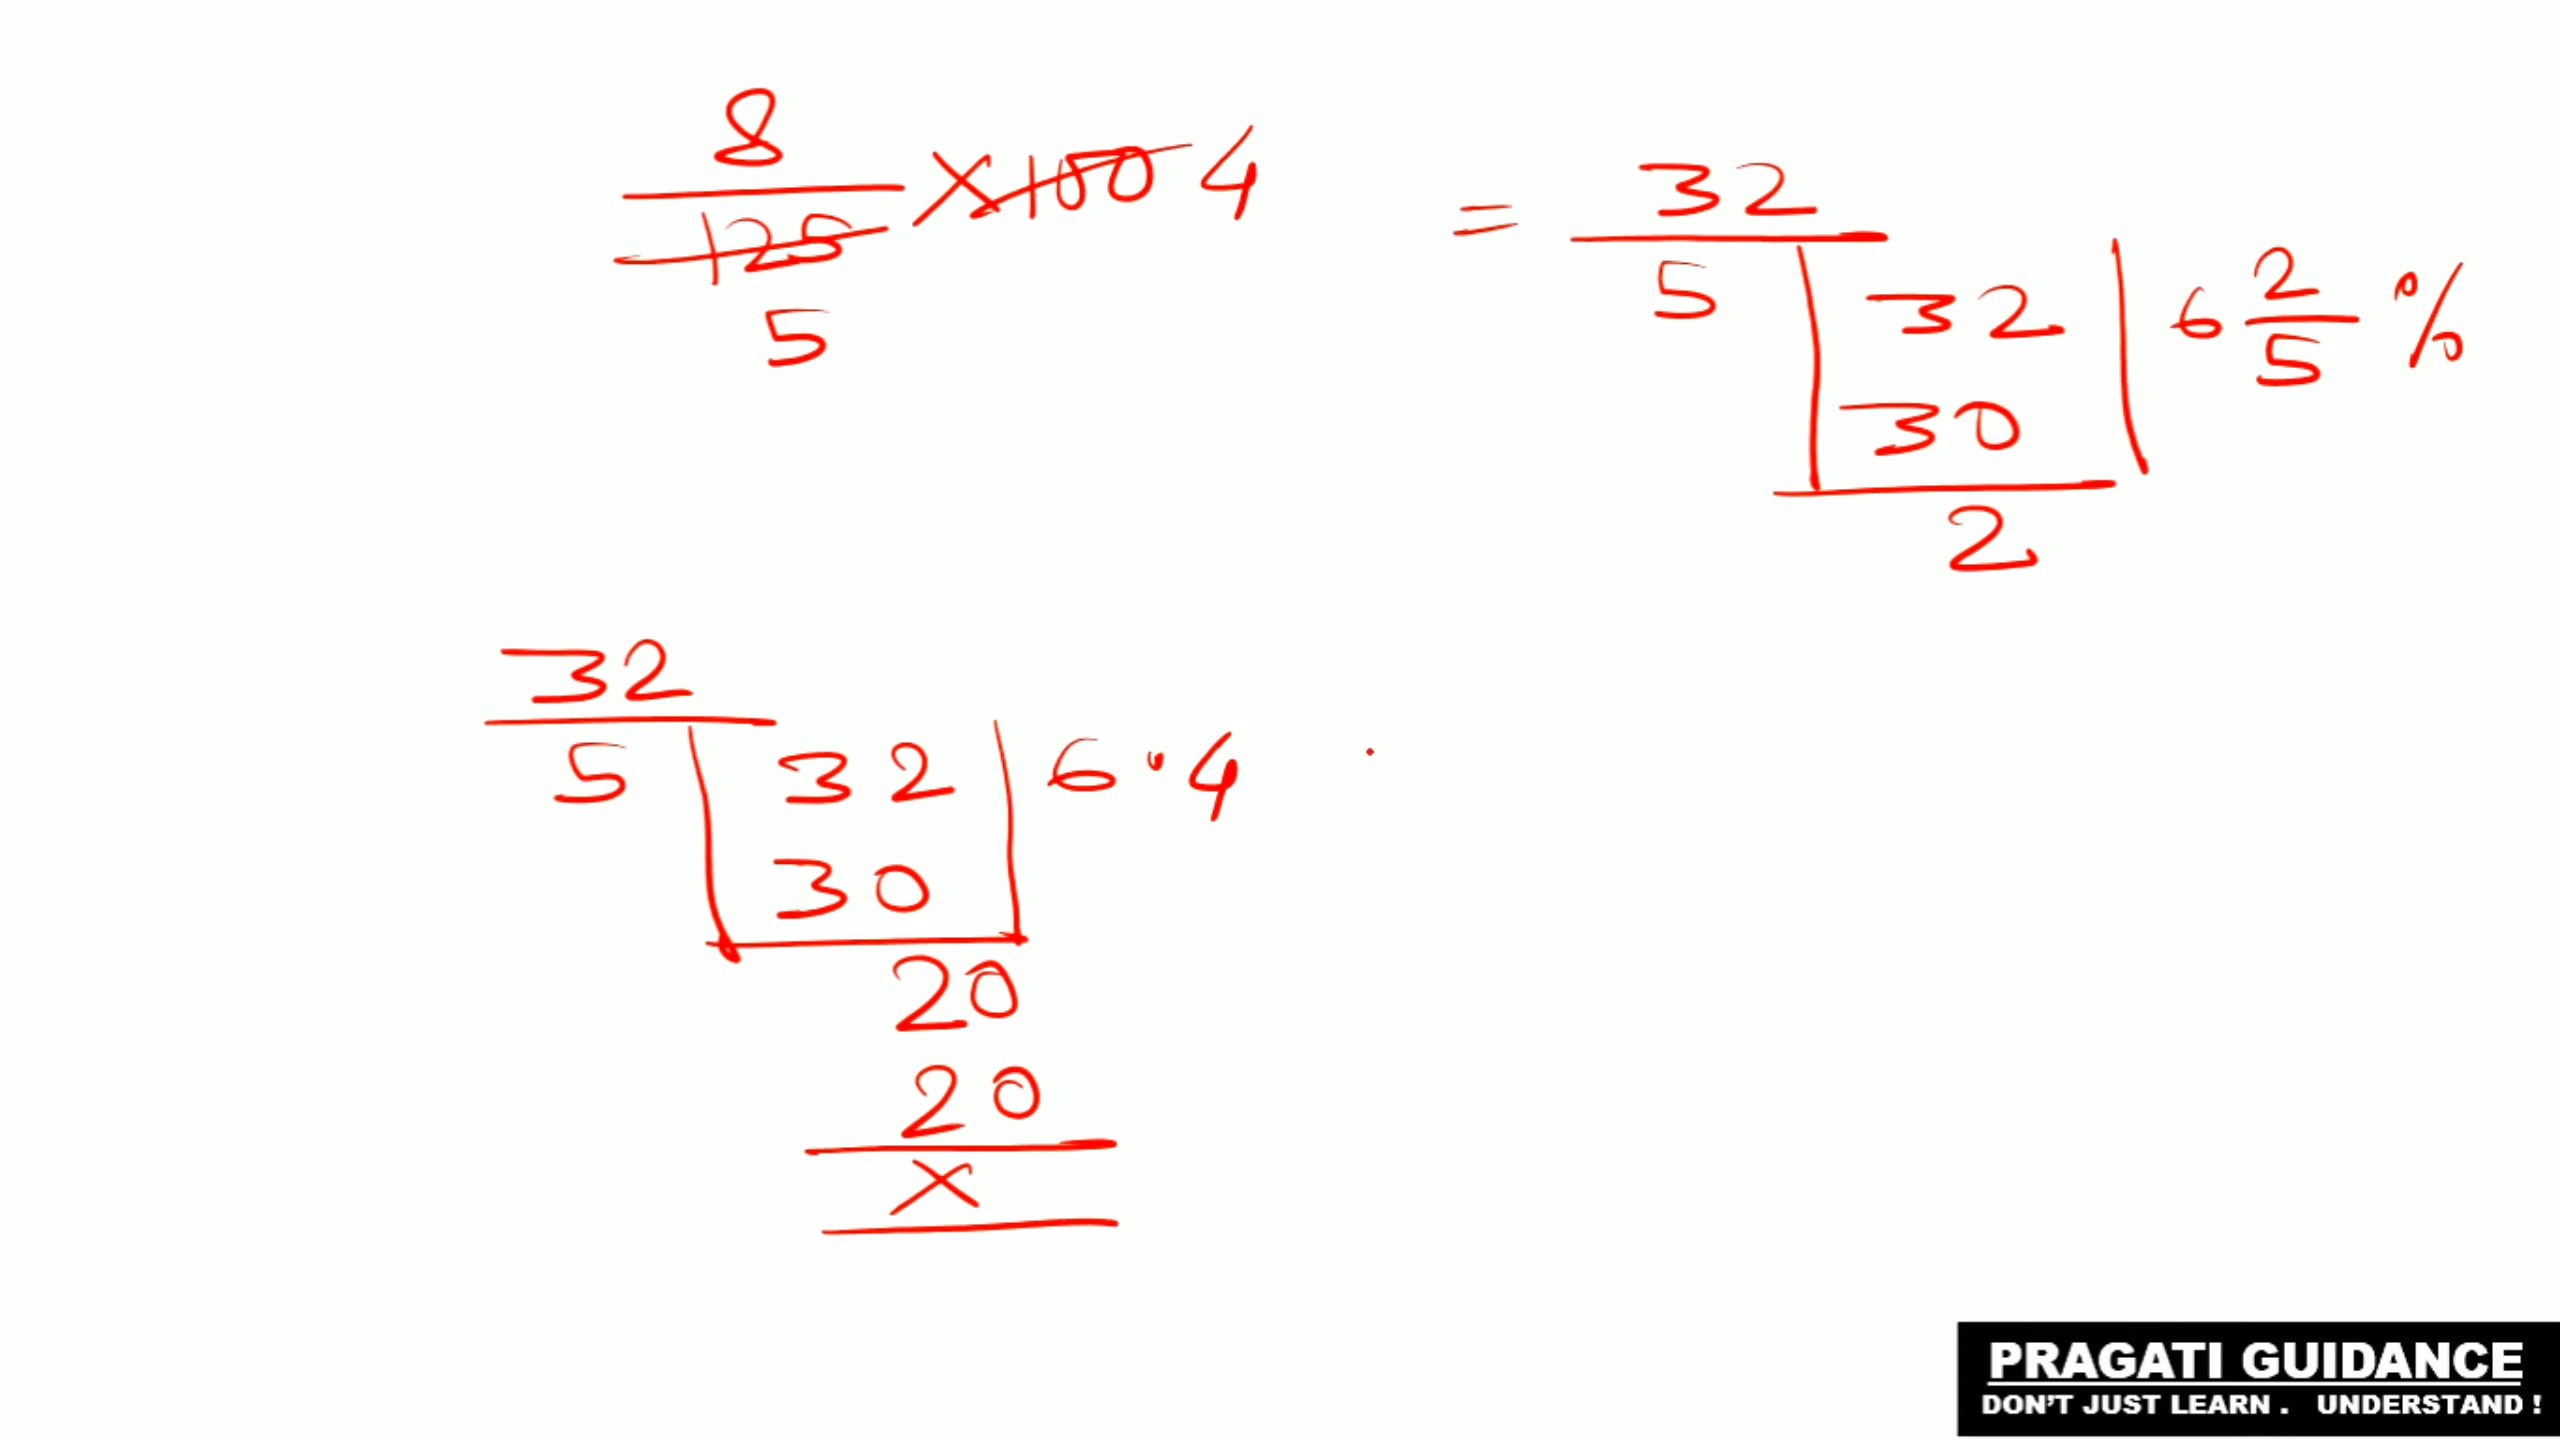 8/125 × 100 4
5
= 32/5
32 | 6 2/5 %
30
2
32/5
32 | 6.4
30
20
20
×
PRAGATI GUIDANCE
DON'T JUST LEARN . UNDERSTAND !